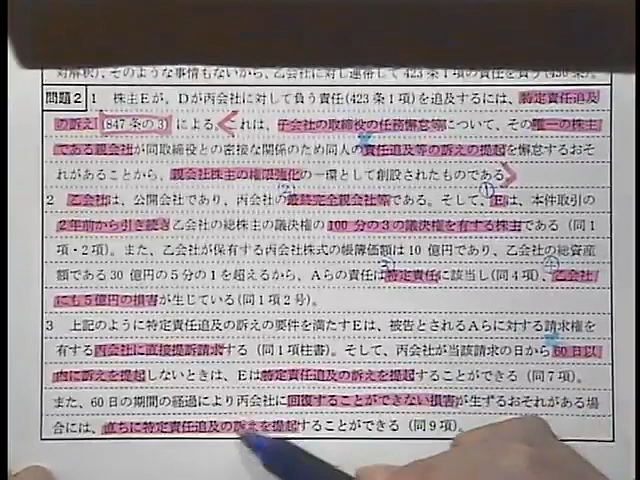 対解釈)、そのような事情もないから、乙会社に対し連帯して423条1項の責任を負う(430条)。
問題2 1 株主Eが、Dが丙会社に対して負う責任(423条1項)を追及するには、特定責任追及
の訴え(847条の3)による。これは、子会社の取締役の任務懈怠等について、その唯一の株主
である親会社が同取締役との密接な関係のため同人の責任追及等の訴えの提起を懈怠するおそ
れがあることから、親会社株主の権限強化の一環として創設されたものである。
2 乙会社は、公開会社であり、丙会社の最終完全親会社等である。そして、Eは、本件取引の
② ①
2年前から引き続き乙会社の総株主の議決権の100分の3の議決権を有する株主である(同1
項・2項)。また、乙会社が保有する丙会社株式の帳簿価額は10億円であり、乙会社の総資産
額である30億円の5分の1を超えるから、Aらの責任は特定責任に該当し(同4項)、乙会社
③ ④
にも5億円の損害が生じている(同1項2号)。
3 上記のように特定責任追及の訴えの要件を満たすEは、被告とされるAらに対する請求権を
有する丙会社に直接提訴請求する(同1項柱書)。そして、丙会社が当該請求の日から60日以
内に訴えを提起しないときは、Eは特定責任追及の訴えを提起することができる(同7項)。
また、60日の期間の経過により丙会社に回復することができない損害が生ずるおそれがある場
合には、直ちに特定責任追及の訴えを提起することができる(同9項)。